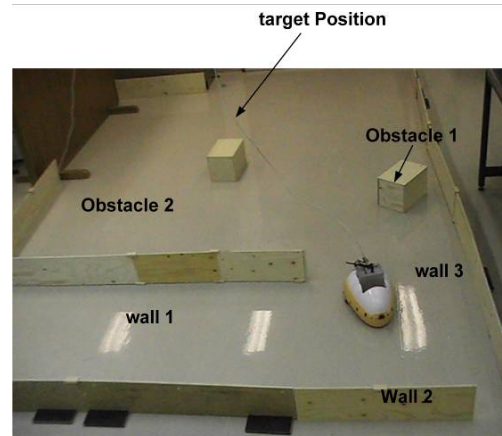 target Position
Obstacle 1
Obstacle 2
wall 3
wall 1
Wall 2